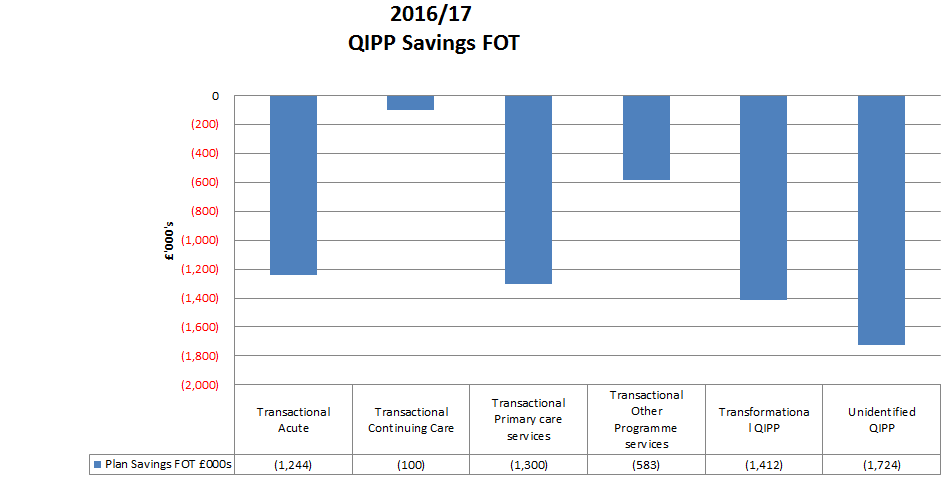 2016/17
QIPP Savings FOT
£'000's
0
(200)
(400)
(600)
(800)
(1,000)
(1,200)
(1,400)
(1,600)
(1,800)
(2,000)
Transactional
Acute
Transactional
Continuing Care
Transactional
Primary care
services
Transactional
Other
Programme
services
Transformationa
l QIPP
Unidentified
QIPP
Plan Savings FOT £000s
(1,244)
(100)
(1,300)
(583)
(1,412)
(1,724)